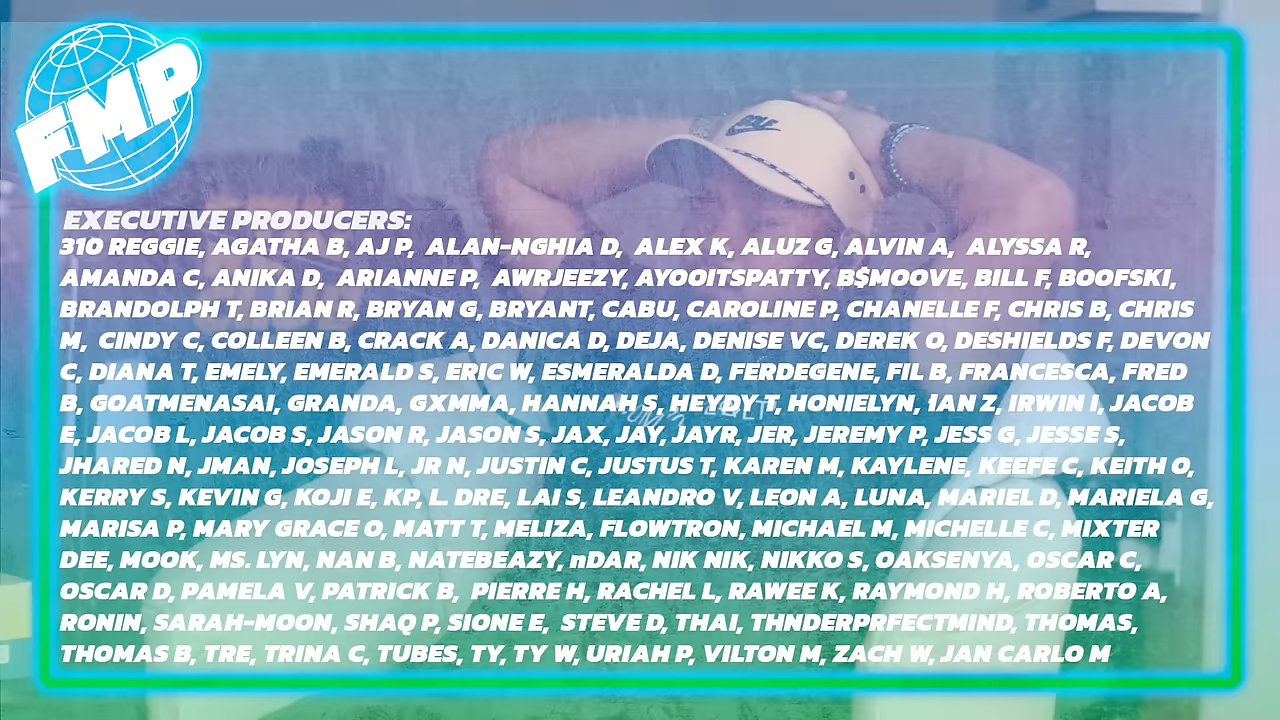 FMP
EXECUTIVE PRODUCERS:
310 REGGIE, AGATHA B, AJ P, ALAN-NGHIA D, ALEX K, ALUZ G, ALVIN A, ALYSSA R,
AMANDA C, ANIKA D, ARIANNE P, AWRJEEZY, AYOOITSPATTY, B$MOOVE, BILL F, BOOFSKI,
BRANDOLPH T, BRIAN R, BRYAN G, BRYANT, CABU, CAROLINE P, CHANELLE F, CHRIS B, CHRIS
M, CINDY C, COLLEEN B, CRACK A, DANICA D, DEJA, DENISE VC, DEREK O, DESHIELDS F, DEVON
C, DIANA T, EMELY, EMERALD S, ERIC W, ESMERALDA D, FERDEGENE, FIL B, FRANCESCA, FRED
B, GOATMENASAI, GRANDA, GXMMA, HANNAH S, HEYDY T, HONIELYN, 1AN Z, IRWIN I, JACOB
E, JACOB L, JACOB S, JASON R, JASON S, JAX, JAY, JAYR, JER, JEREMY P, JESS G, JESSE S,
JHARED N, JMAN, JOSEPH L, JR N, JUSTIN C, JUSTUS T, KAREN M, KAYLENE, KEEFE C, KEITH O,
KERRY S, KEVIN G, KOJI E, KP, L. DRE, LAI S, LEANDRO V, LEON A, LUNA, MARIEL D, MARIELA G,
MARISA P, MARY GRACE O, MATT T, MELIZA, FLOWTRON, MICHAEL M, MICHELLE C, MIXTER
DEE, MOOK, MS. LYN, NAN B, NATEBEAZY, nDAR, NIK NIK, NIKKO S, OAKSENYA, OSCAR C,
OSCAR D, PAMELA V, PATRICK B, PIERRE H, RACHEL L, RAWEE K, RAYMOND H, ROBERTO A,
RONIN, SARAH-MOON, SHAQ P, SIONE E, STEVE D, THAI, THNDERPRFECTMIND, THOMAS,
THOMAS B, TRE, TRINA C, TUBES, TY, TY W, URIAH P, VILTON M, ZACH W, JAN CARLO M